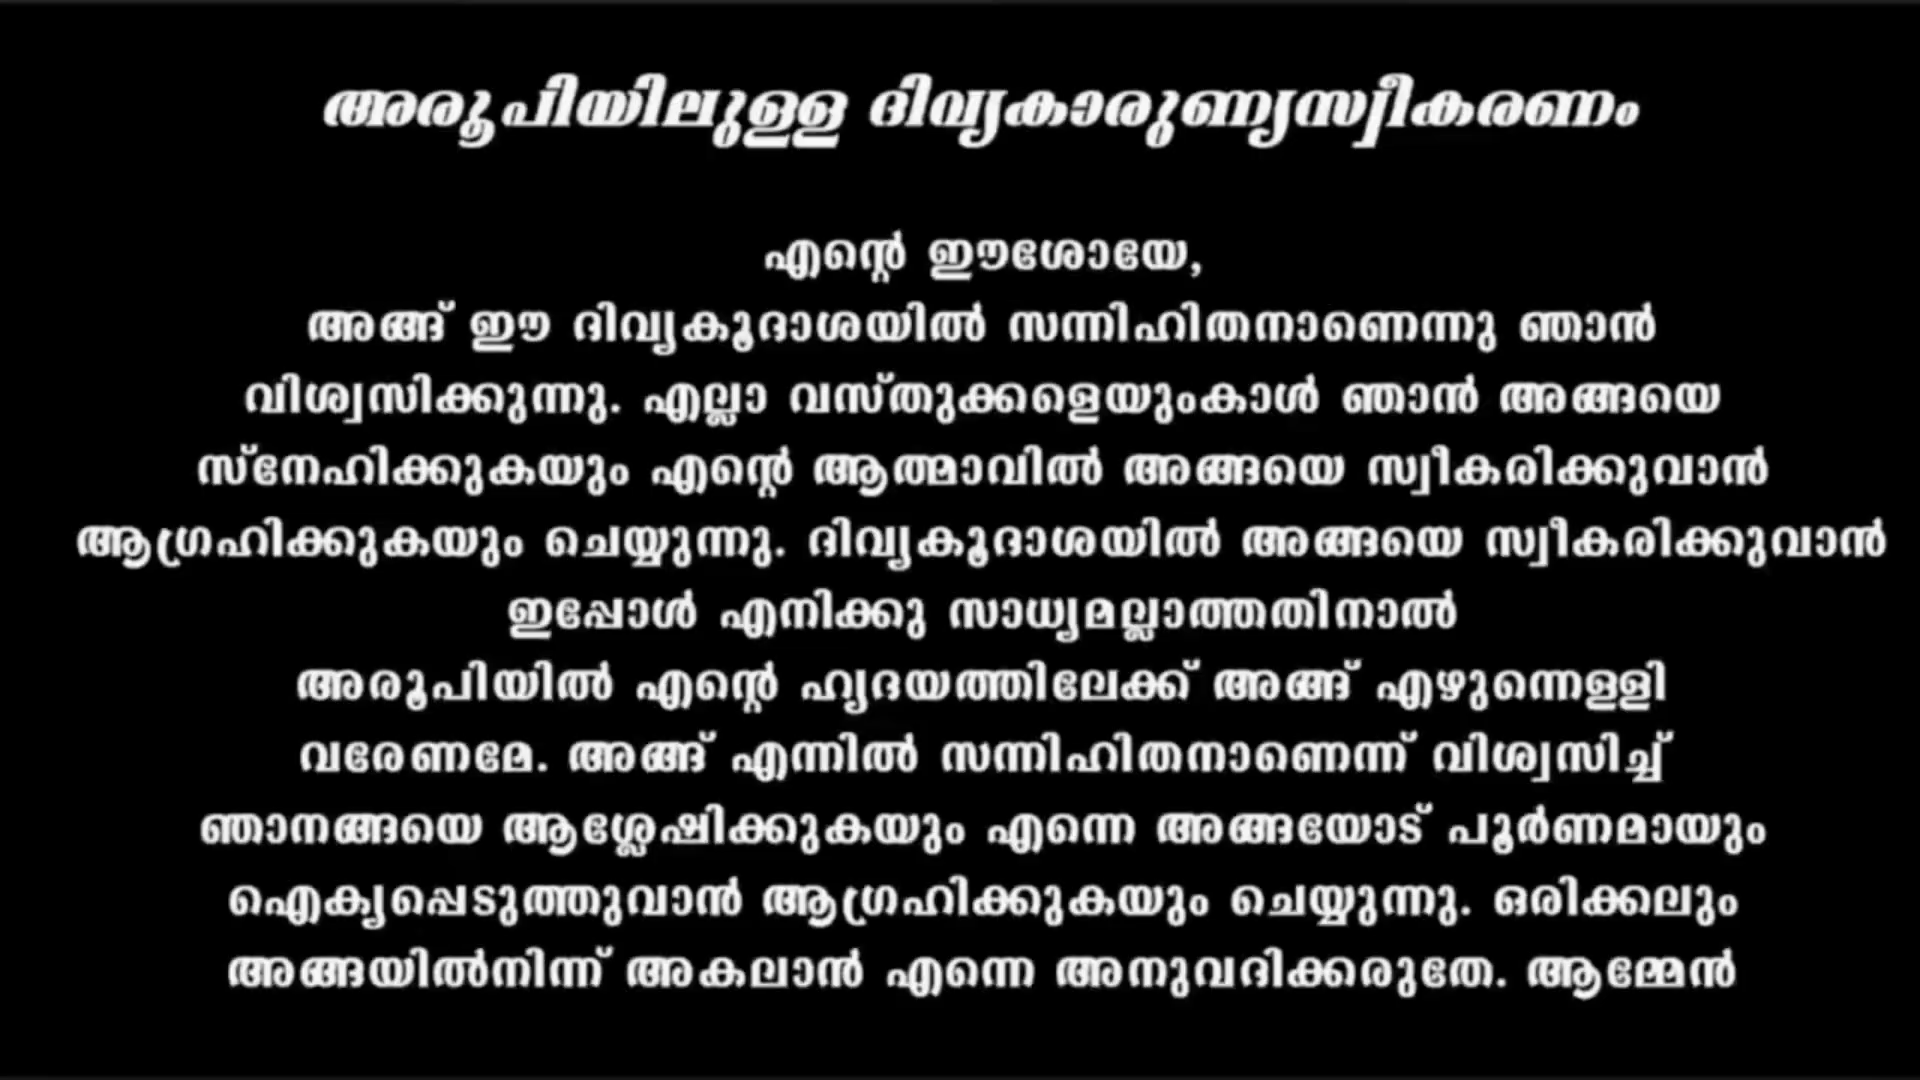 അരൂപിയിലുള്ള ദിവ്യകാരുണ്യസ്വീകരണം
എന്റെ ഈശോയേ,
അങ്ങ് ഈ ദിവ്യകൂദാശയിൽ സന്നിഹിതനാണെന്നു ഞാൻ
വിശ്വസിക്കുന്നു. എല്ലാ വസ്തുക്കളെയുംകാൾ ഞാൻ അങ്ങയെ
സ്നേഹിക്കുകയും എന്റെ ആത്മാവിൽ അങ്ങയെ സ്വീകരിക്കുവാൻ
ആഗ്രഹിക്കുകയും ചെയ്യുന്നു. ദിവ്യകൂദാശയിൽ അങ്ങയെ സ്വീകരിക്കുവാൻ
ഇപ്പോൾ എനിക്കു സാധ്യമല്ലാത്തതിനാൽ
അരൂപിയിൽ എന്റെ ഹൃദയത്തിലേക്ക് അങ്ങ് എഴുന്നെള്ളി
വരേണമേ. അങ്ങ് എന്നിൽ സന്നിഹിതനാണെന്ന് വിശ്വസിച്ച്
ഞാനങ്ങയെ ആശ്ലേഷിക്കുകയും എന്നെ അങ്ങയോട് പൂർണമായും
ഐക്യപ്പെടുത്തുവാൻ ആഗ്രഹിക്കുകയും ചെയ്യുന്നു. ഒരിക്കലും
അങ്ങയിൽനിന്ന് അകലാൻ എന്നെ അനുവദിക്കരുതേ. ആമ്മേൻ